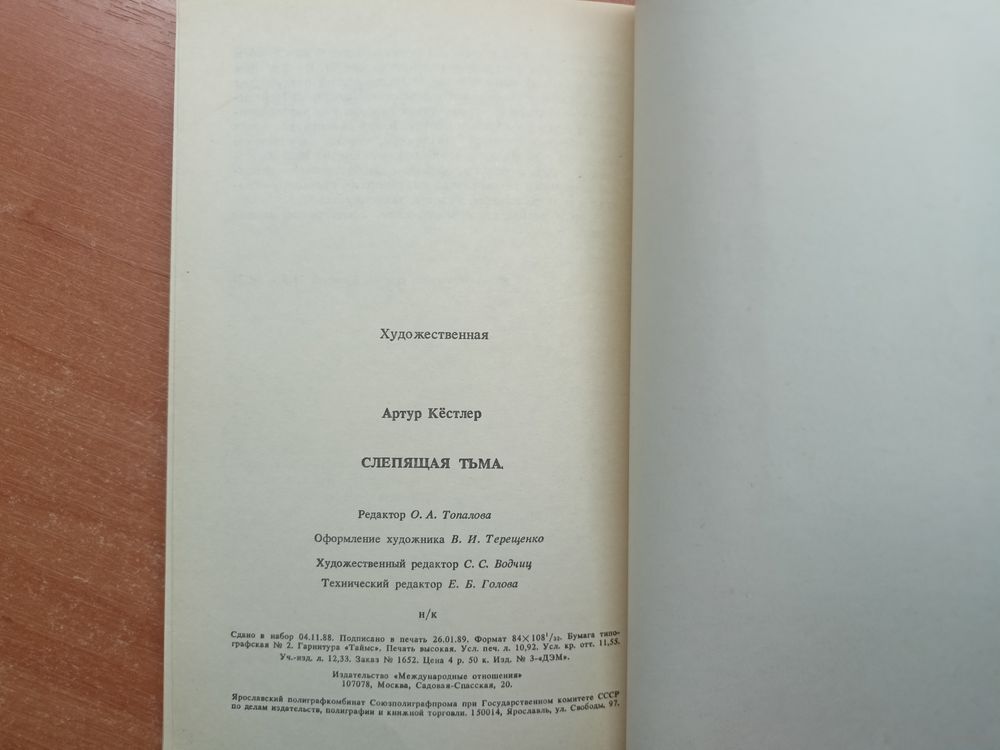 Художественная
Артур Кёстлер
СЛЕПЯЩАЯ ТЬМА.
Редактор О. А. Топалова
Оформление художника В. И. Терещенко
Художественный редактор С. С. Водчиц
Технический редактор Е. Б. Голова
н/к
Сдано в набор 04.11.88. Подписано в печать 26.01.89. Формат 84×108¹/₃₂. Бумага типо-
графская № 2. Гарнитура «Таймс». Печать высокая. Усл. печ. л. 10,92. Усл. кр. отт. 11,55.
Уч.-изд. л. 12,33. Заказ № 1652. Цена 4 р. 50 к. Изд. № 3-«ДЭМ».
Издательство «Международные отношения»
107078, Москва, Садовая-Спасская, 20.
Ярославский полиграфкомбинат Союзполиграфпрома при Государственном комитете СССР
по делам издательств, полиграфии и книжной торговли. 150014, Ярославль, ул. Свободы, 97.